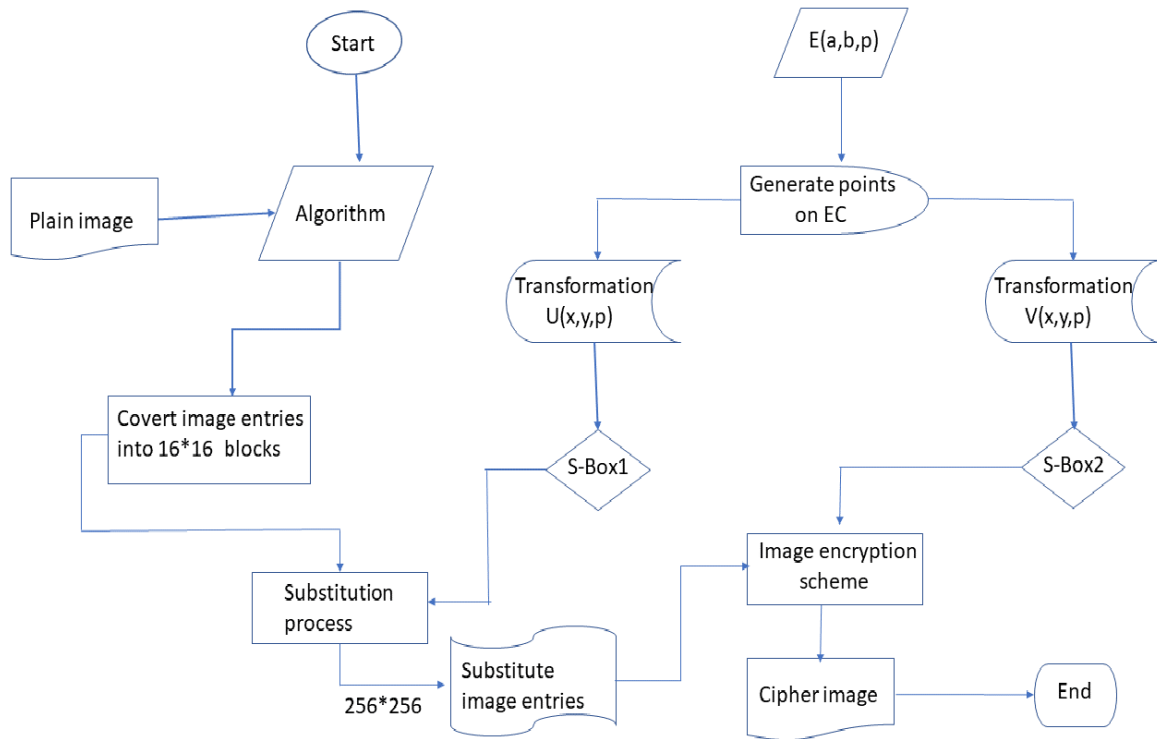 Start
E(a,b,p)
Plain image
Algorithm
Generate points
on EC
Transformation
U(x,y,p)
Transformation
V(x,y,p)
Covert image entries
into 16*16 blocks
S-Box1
S-Box2
Substitution
process
Image encryption
scheme
256*256
Substitute
image entries
Cipher image
End